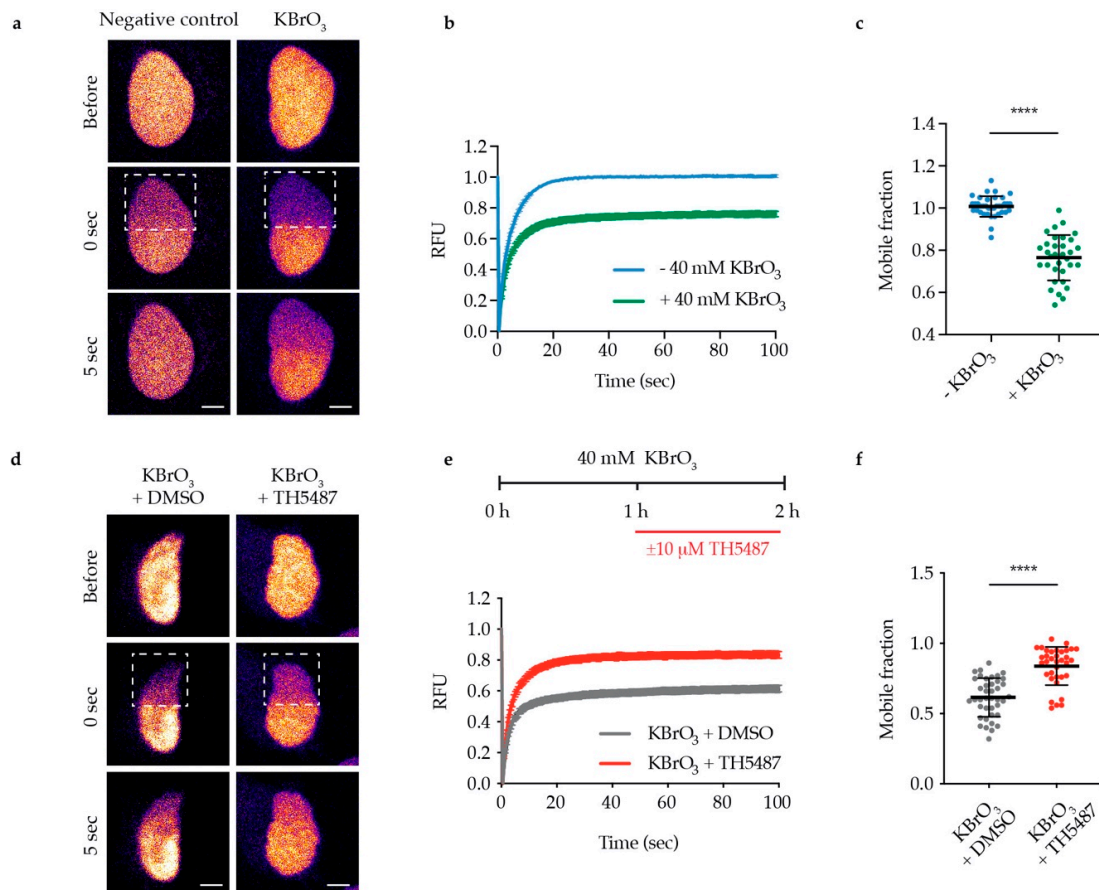 a
Negative control
KBrO₃
Before
0 sec
5 sec
b
1.2
1.0
0.8
0.6
0.4
0.2
0.0
RFU
- 40 mM KBrO₃
+ 40 mM KBrO₃
0 20 40 60 80 100
Time (sec)
c
****
1.4
1.2
1.0
0.8
0.6
0.4
Mobile fraction
- KBrO₃
+ KBrO₃
d
KBrO₃
+ DMSO
KBrO₃
+ TH5487
Before
0 sec
5 sec
e
40 mM KBrO₃
0 h 1 h 2 h
±10 µM TH5487
1.2
1.0
0.8
0.6
0.4
0.2
0.0
RFU
KBrO₃ + DMSO
KBrO₃ + TH5487
0 20 40 60 80 100
Time (sec)
f
****
1.5
1.0
0.5
0.0
Mobile fraction
KBrO₃
+ DMSO
KBrO₃
+ TH5487